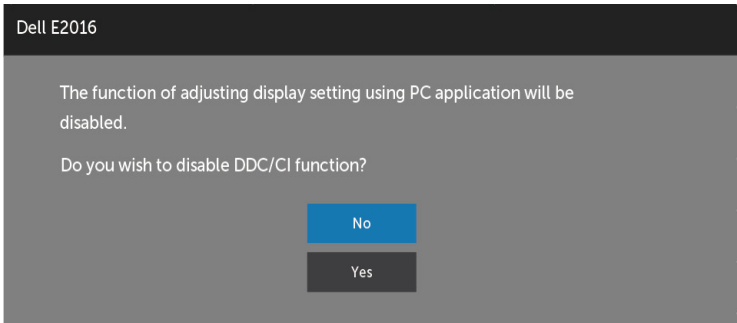 Dell E2016
The function of adjusting display setting using PC application will be
disabled.
Do you wish to disable DDC/CI function?
No
Yes